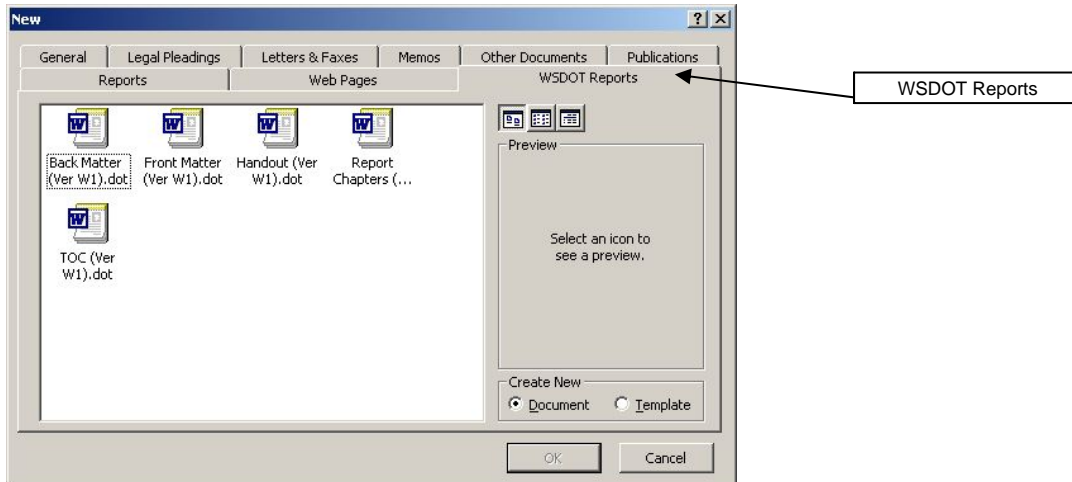 New
General Legal Pleadings Letters & Faxes Memos Other Documents Publications
Reports Web Pages WSDOT Reports
WSDOT Reports
Back Matter
(Ver W1).dot
Front Matter
(Ver W1).dot
Handout (Ver
W1).dot
Report
Chapters (...
TOC (Ver
W1).dot
Preview
Select an icon to
see a preview.
Create New
Document Template
OK Cancel